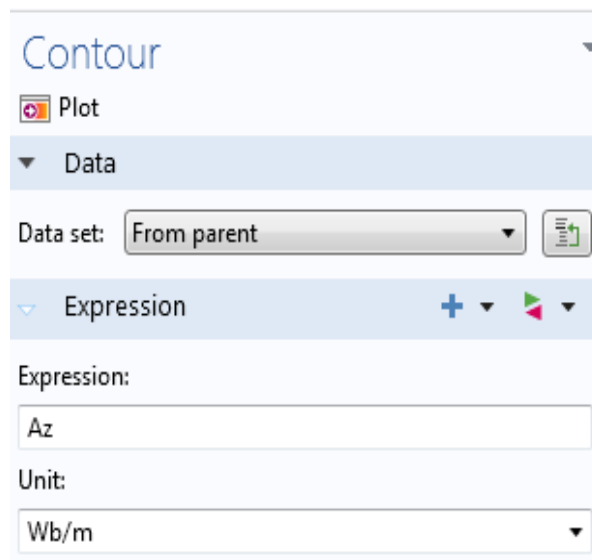 Contour
Plot
Data
Data set: From parent
Expression
Expression:
Az
Unit:
Wb/m